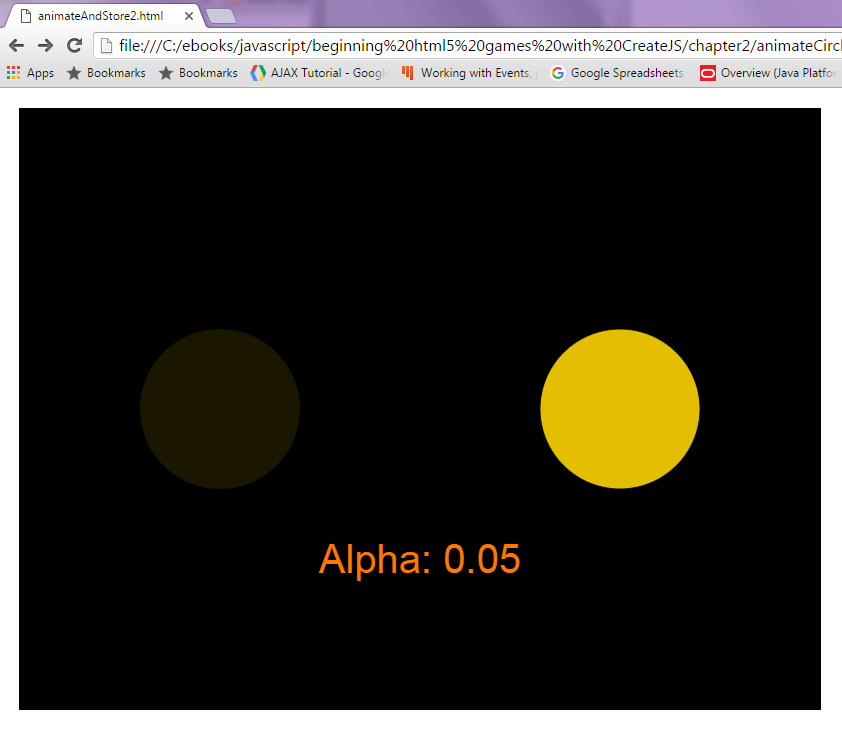 animateAndStore2.html
file:///C:/ebooks/javascript/beginning%20html5%20games%20with%20CreateJS/chapter2/animateCircl
Apps Bookmarks Bookmarks AJAX Tutorial - Googl Working with Events, Google Spreadsheets Overview (Java Platfor
Alpha: 0.05